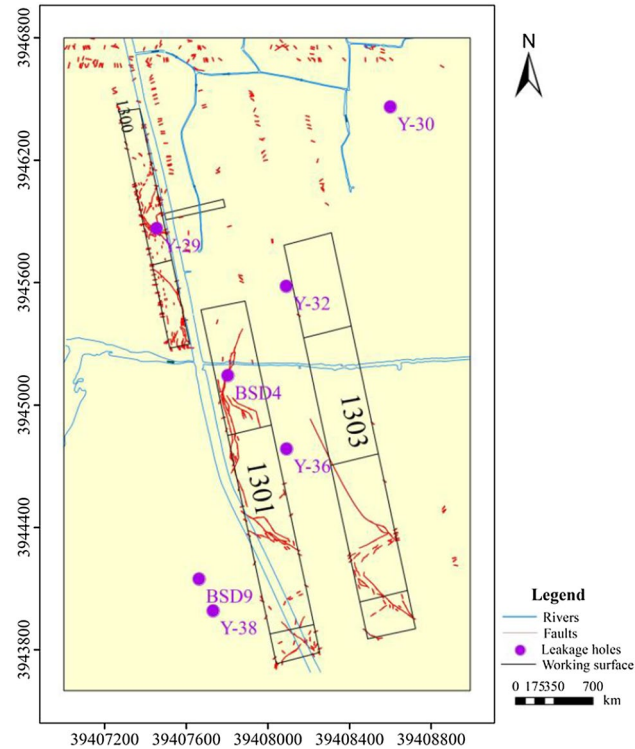 3946800
3946200
3945600
3945000
3944400
3943800
1300
Y-30
Y-29
Y-32
BSD4
1303
Y-36
1301
BSD9
Y-38
N
Legend
Rivers
Faults
Leakage holes
Working surface
0 175350 700
km
39407200 39407600 39408000 39408400 39408800